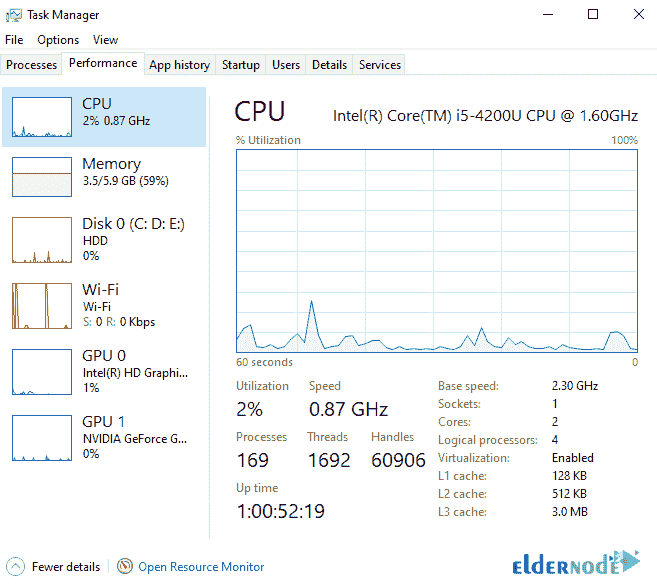 Task Manager
File Options View
Processes Performance App history Startup Users Details Services
CPU
2% 0.87 GHz
Memory
3.5/5.9 GB (59%)
Disk 0 (C: D: E:)
HDD
0%
Wi-Fi
Wi-Fi
S: 0 R: 0 Kbps
GPU 0
Intel(R) HD Graphi...
1%
GPU 1
NVIDIA GeForce G...
0%
CPU Intel(R) Core(TM) i5-4200U CPU @ 1.60GHz
% Utilization 100%
60 seconds 0
Utilization Speed
2% 0.87 GHz
Processes Threads Handles
169 1692 60906
Up time
1:00:52:19
Base speed: 2.30 GHz
Sockets: 1
Cores: 2
Logical processors: 4
Virtualization: Enabled
L1 cache: 128 KB
L2 cache: 512 KB
L3 cache: 3.0 MB
Fewer details Open Resource Monitor
elderNode